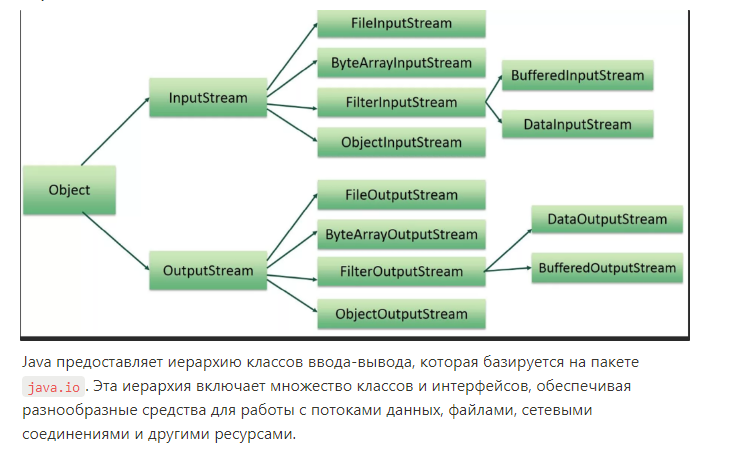 FileInputStream
ByteArrayInputStream
BufferedInputStream
InputStream
FilterInputStream
DataInputStream
ObjectInputStream
Object
FileOutputStream
DataOutputStream
ByteArrayOutputStream
OutputStream
FilterOutputStream
BufferedOutputStream
ObjectOutputStream
Java предоставляет иерархию классов ввода-вывода, которая базируется на пакете
java.io. Эта иерархия включает множество классов и интерфейсов, обеспечивая
разнообразные средства для работы с потоками данных, файлами, сетевыми
соединениями и другими ресурсами.